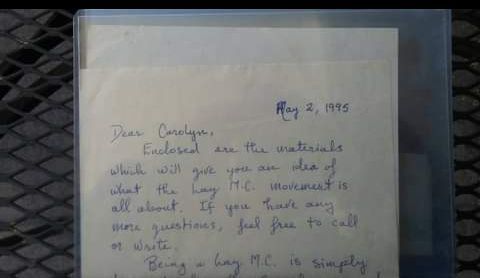 May 2, 1995
Dear Carolyn,
Enclosed are the materials
which will give you an idea of
what the Lay M.C. movement is
all about. If you have any
more questions, feel free to call
or write.
Being a Lay M.C. is simply